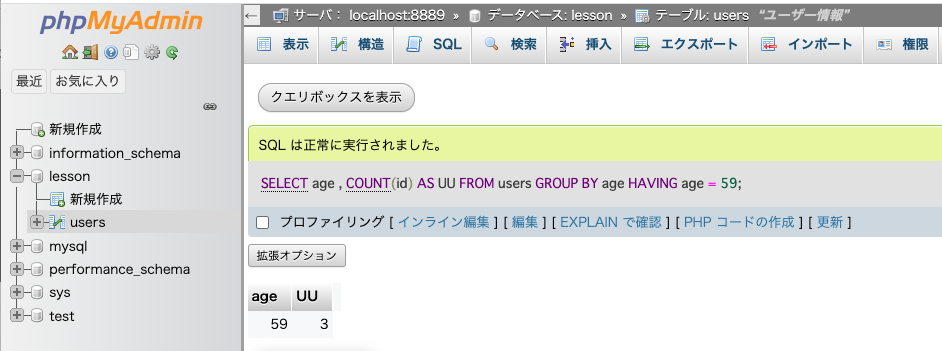 phpMyAdmin
最近 お気に入り
新規作成
information_schema
lesson
新規作成
users
mysql
performance_schema
sys
test
サーバ： localhost:8889 » データベース: lesson » テーブル: users “ユーザー情報”
表示 構造 SQL 検索 挿入 エクスポート インポート 権限
クエリボックスを表示
SQL は正常に実行されました。
SELECT age , COUNT(id) AS UU FROM users GROUP BY age HAVING age = 59;
プロファイリング [ インライン編集 ] [ 編集 ] [ EXPLAIN で確認 ] [ PHP コードの作成 ] [ 更新 ]
拡張オプション
age UU
59 3